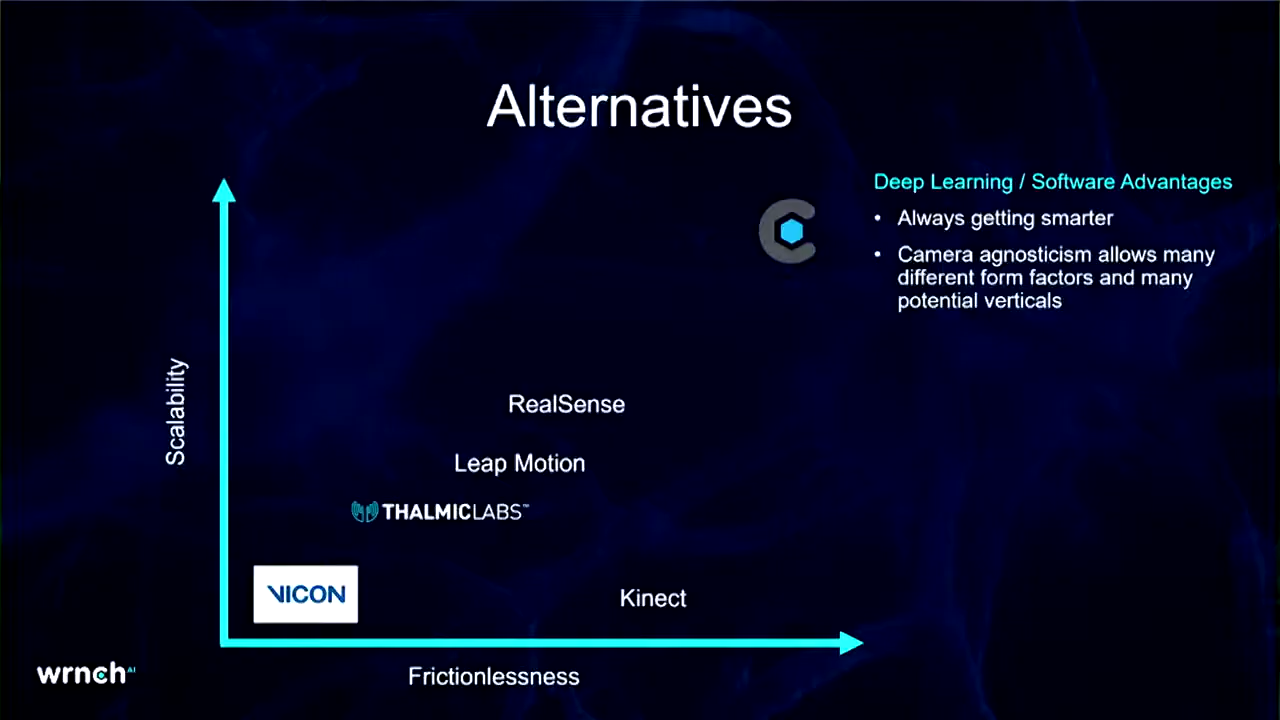 Alternatives
Deep Learning / Software Advantages
• Always getting smarter
• Camera agnosticism allows many
different form factors and many
potential verticals
Scalability
RealSense
Leap Motion
THALMICLABS™
VICON
Kinect
Frictionlessness
wrnch AI